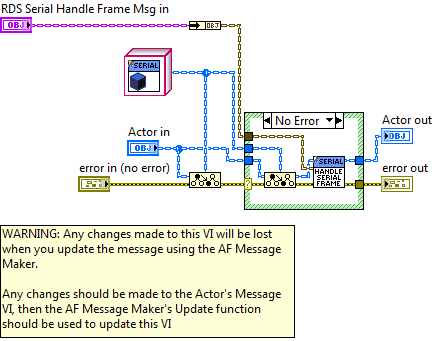 RDS Serial Handle Frame Msg in
OBJ
OBJ
SERIAL
No Error
Actor in
OBJ
Actor out
OBJ
error in (no error)
error out
SERIAL
HANDLE
SERIAL
FRAME
?
WARNING: Any changes made to this VI will be lost
when you update the message using the AF Message
Maker.
Any changes should be made to the Actor's Message
VI, then the AF Message Maker's Update function
should be used to update this VI